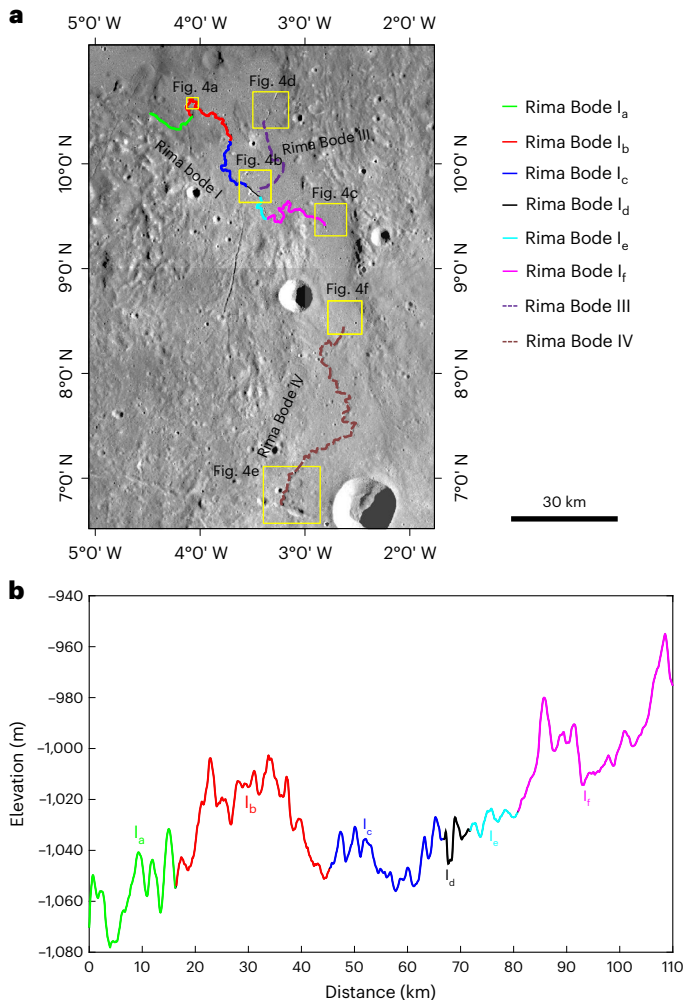 a
5°0' W 4°0' W 3°0' W 2°0' W
Fig. 4a
Fig. 4d
Rima Bode III
10°0' N
10°0' N
Rima bode I
Fig. 4b
Fig. 4c
9°0' N
9°0' N
Fig. 4f
8°0' N
8°0' N
Rima Bode IV
Fig. 4e
7°0' N
7°0' N
5°0' W 4°0' W 3°0' W 2°0' W
Rima Bode Ia
Rima Bode Ib
Rima Bode Ic
Rima Bode Id
Rima Bode Ie
Rima Bode If
Rima Bode III
Rima Bode IV
30 km
b
–940
–960
–980
–1,000
–1,020
–1,040
–1,060
–1,080
Elevation (m)
Ia
Ib
Ic
Id
Ie
If
0 10 20 30 40 50 60 70 80 90 100 110
Distance (km)